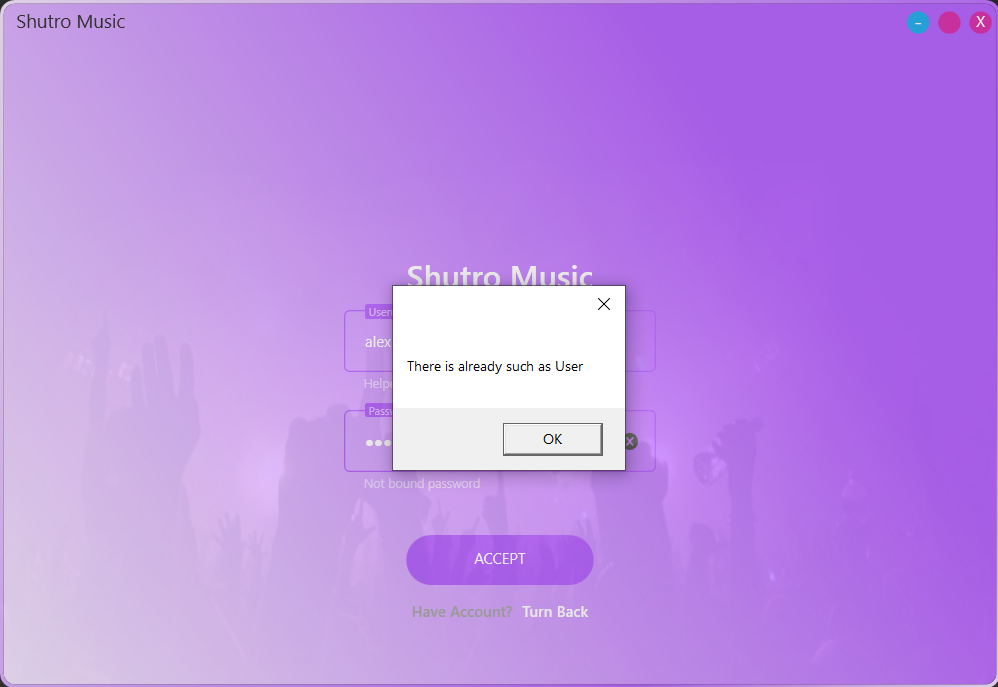 Shutro Music
X
Shutro Music
alex
There is already such as User
OK
Not bound password
ACCEPT
Have Account? Turn Back